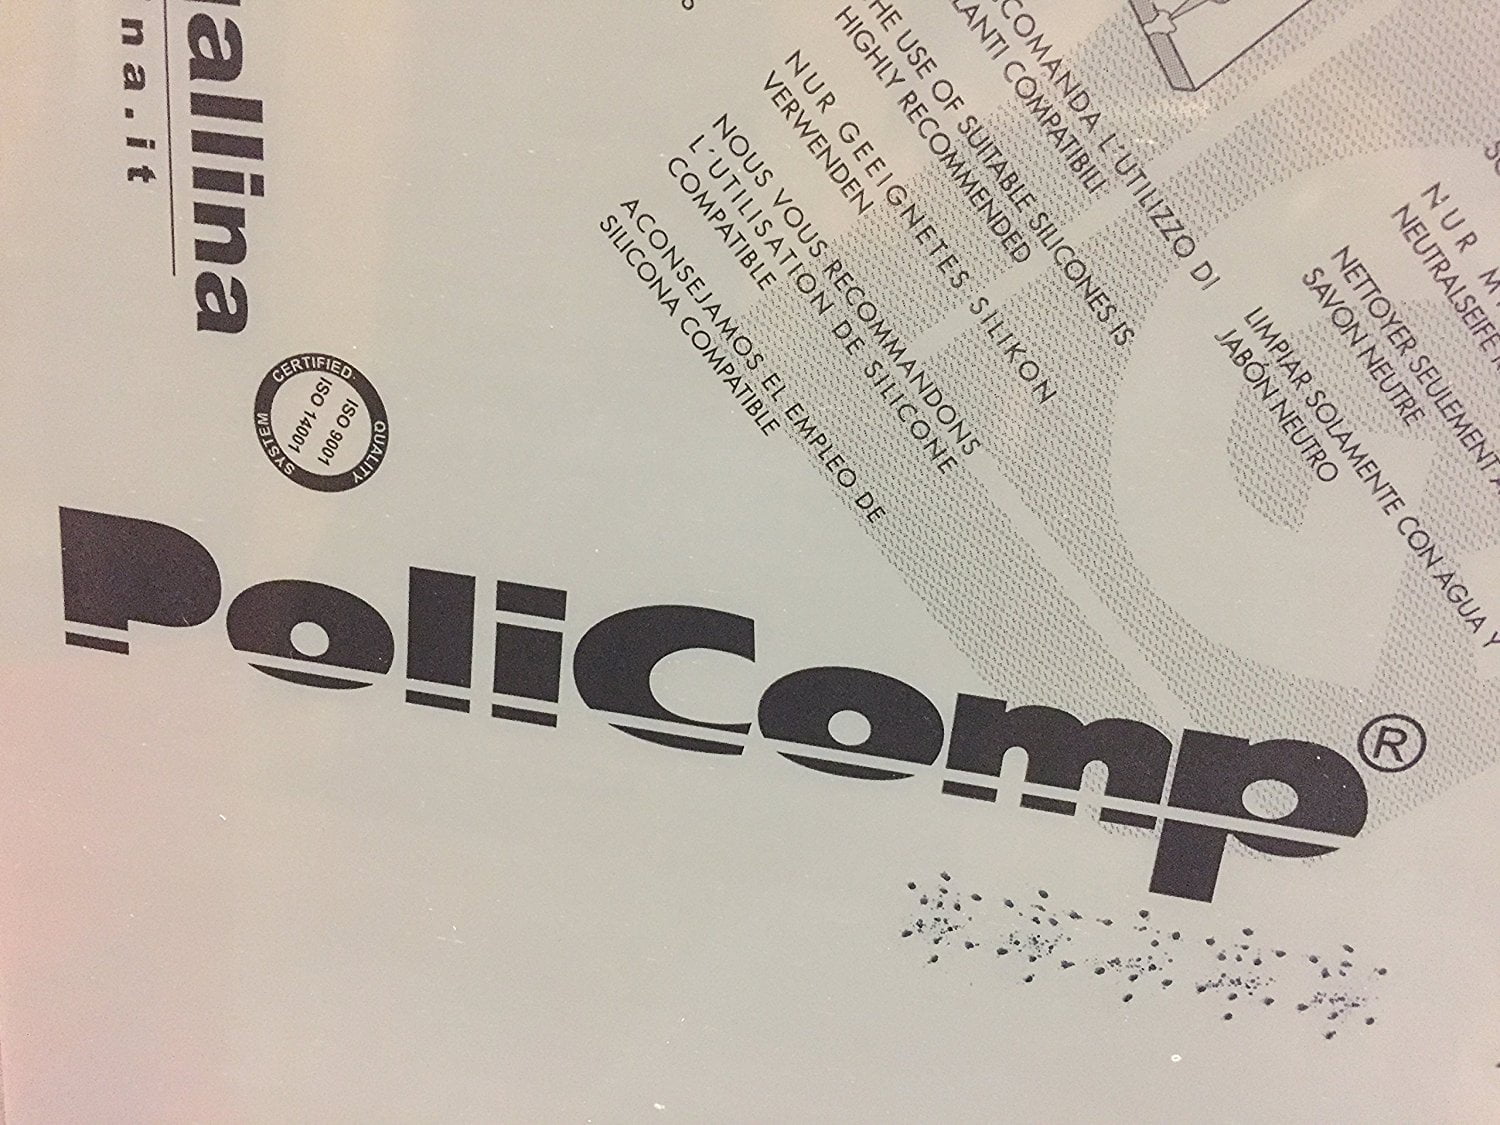 allina
na.it
CERTIFIED
QUALITY
SYSTEM
ISO 9001
ISO 14001
PoliComp®
L'UTILIZZO DI
COMPATIBILI
THE USE OF SUITABLE SILICONES IS
HIGHLY RECOMMENDED
NUR GEEIGNETES SILIKON
VERWENDEN
NOUS VOUS RECOMMANDONS
L'UTILISATION DE SILICONE
COMPATIBLE
ACONSEJAMOS EL EMPLEO DE
SILICONA COMPATIBLE
NUR
NEUTRALSEIFE
NETTOYER SEULEMENT
SAVON NEUTRE
LIMPIAR SOLAMENTE CON AGUA Y
JABÓN NEUTRO